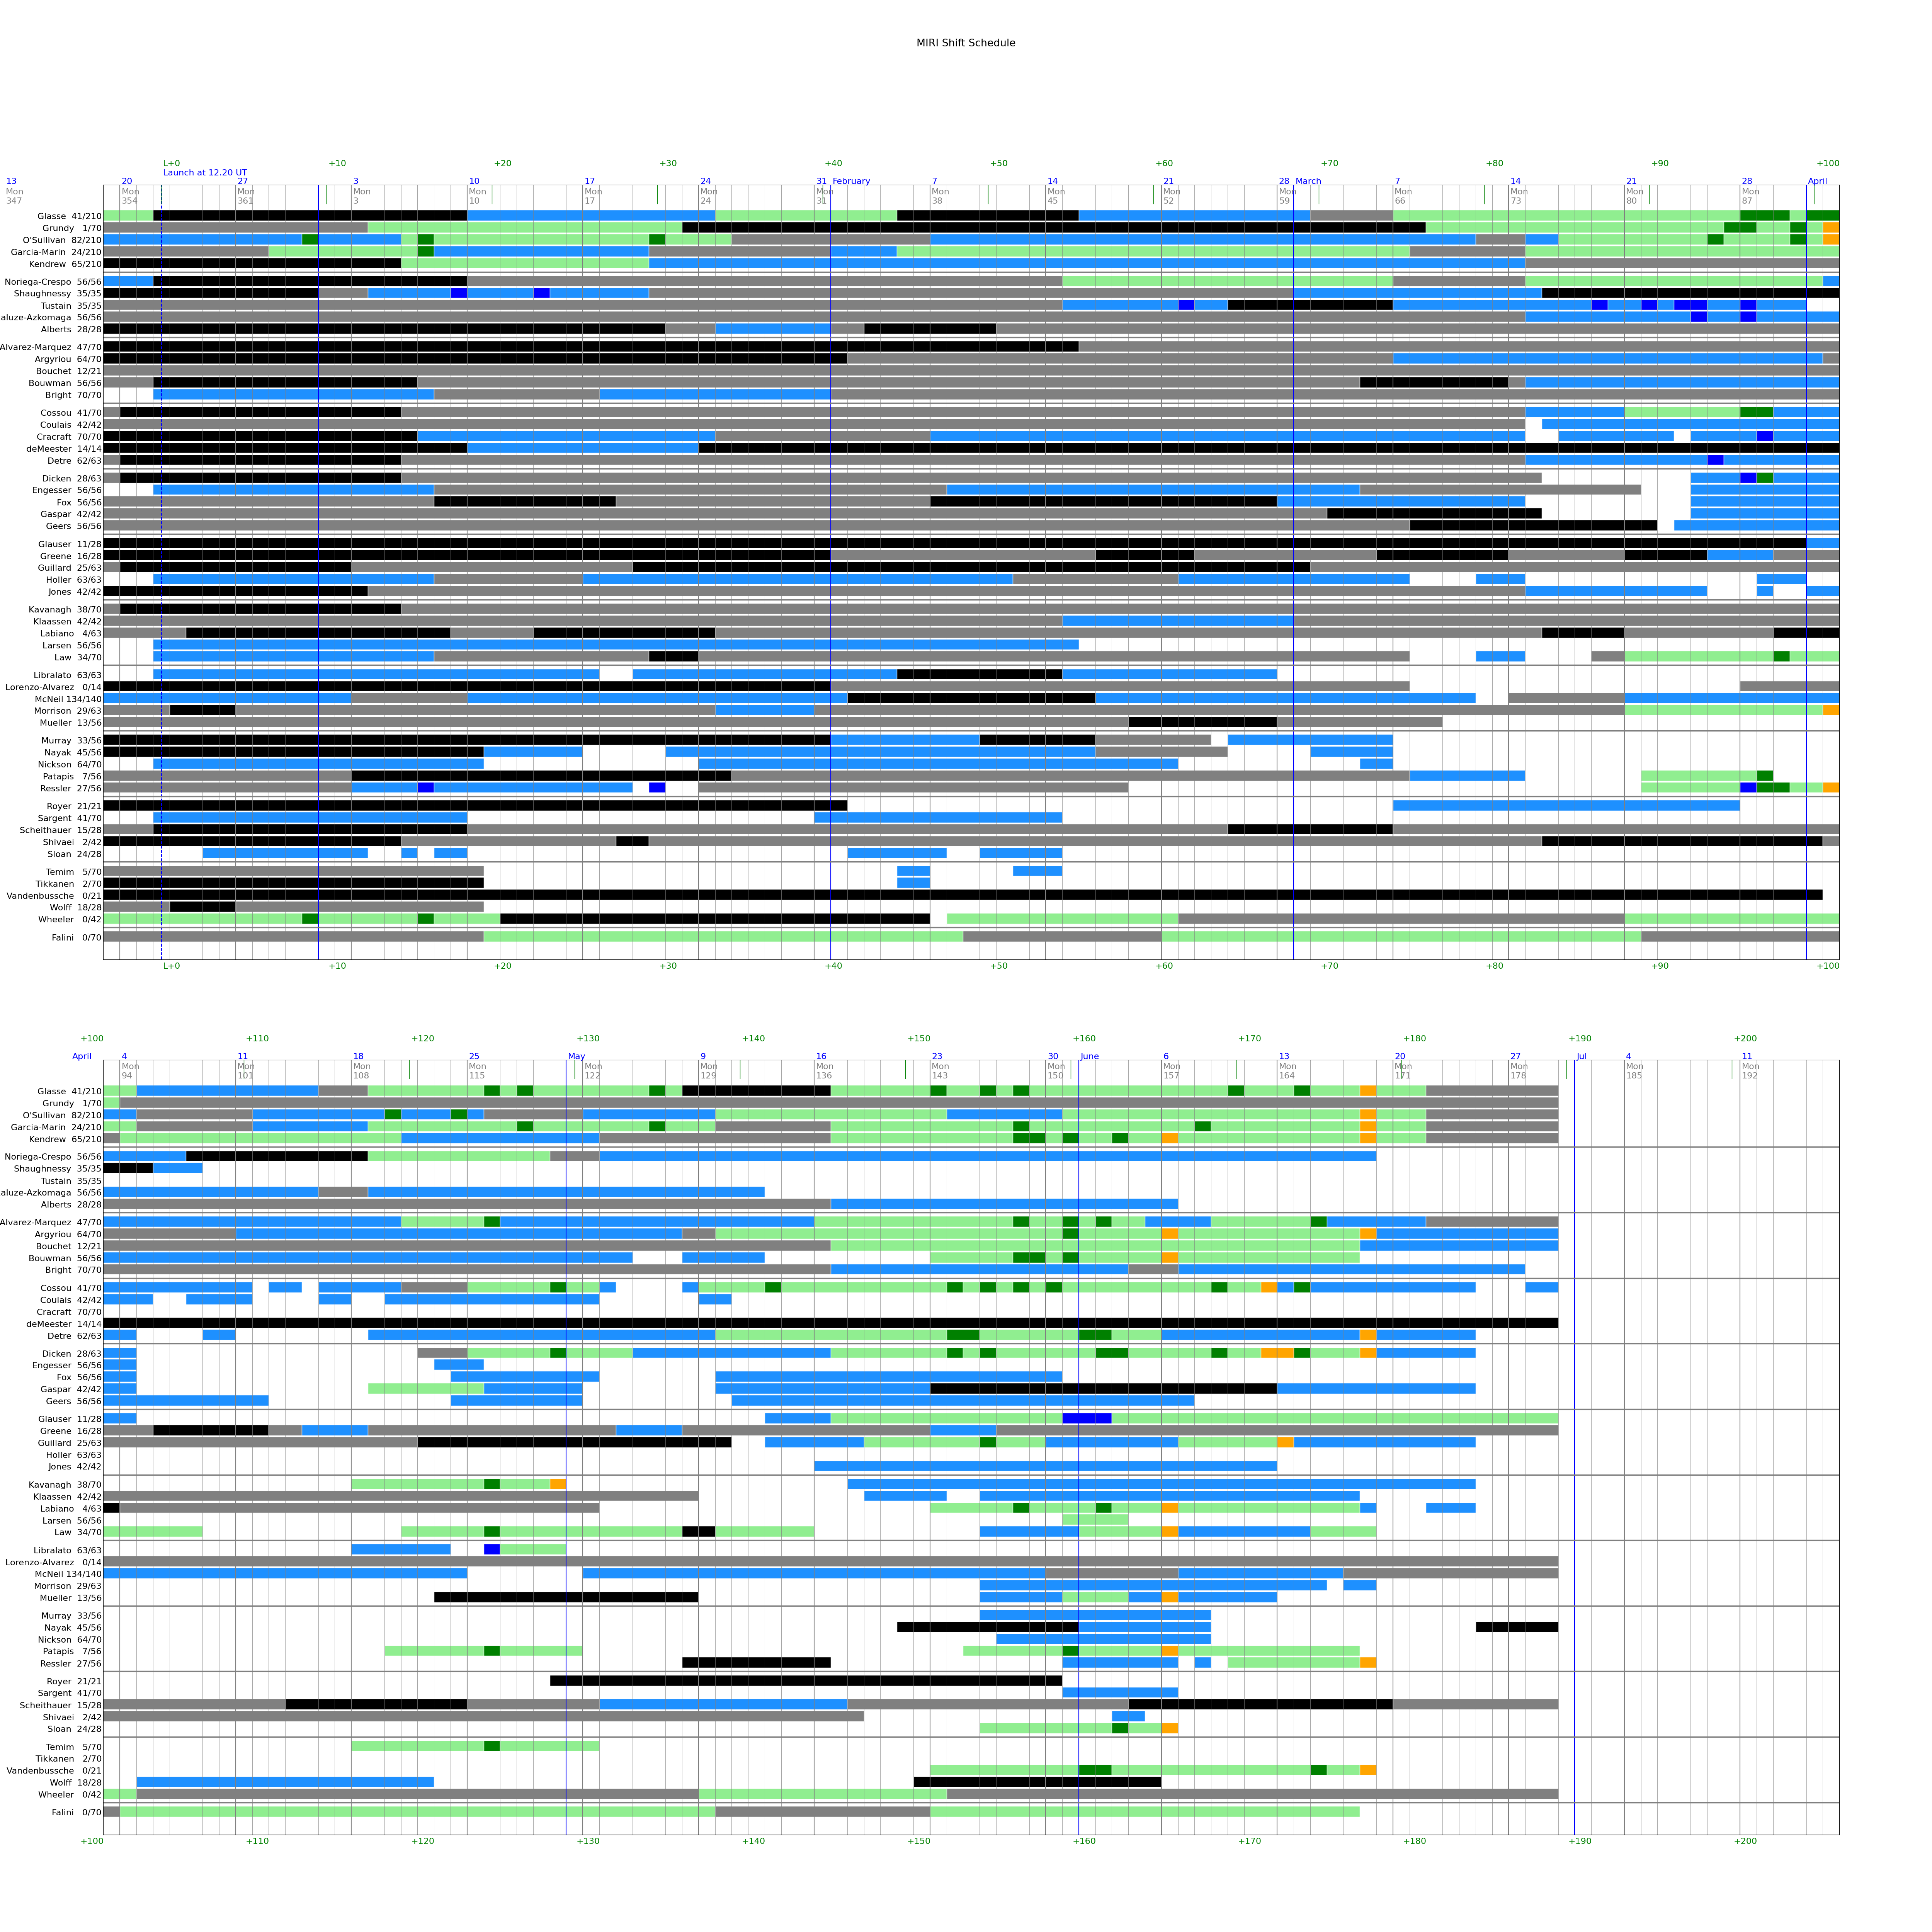 MIRI Shift Schedule
L+0 +10 +20 +30 +40 +50 +60 +70 +80 +90 +100
Launch at 12.20 UT
13 20 27 3 10 17 24 31 February 7 14 21 28 March 7 14 21 28 April
Mon Mon Mon Mon Mon Mon Mon Mon Mon Mon Mon Mon Mon Mon Mon Mon
347 354 361 3 10 17 24 31 38 45 52 59 66 73 80 87
Glasse 41/210
Grundy 1/70
O'Sullivan 82/210
Garcia-Marin 24/210
Kendrew 65/210
Noriega-Crespo 56/56
Shaughnessy 35/35
Tustain 35/35
aluze-Azkomaga 56/56
Alberts 28/28
Alvarez-Marquez 47/70
Argyriou 64/70
Bouchet 12/21
Bouwman 56/56
Bright 70/70
Cossou 41/70
Coulais 42/42
Cracraft 70/70
deMeester 14/14
Detre 62/63
Dicken 28/63
Engesser 56/56
Fox 56/56
Gaspar 42/42
Geers 56/56
Glauser 11/28
Greene 16/28
Guillard 25/63
Holler 63/63
Jones 42/42
Kavanagh 38/70
Klaassen 42/42
Labiano 4/63
Larsen 56/56
Law 34/70
Libralato 63/63
Lorenzo-Alvarez 0/14
McNeil 134/140
Morrison 29/63
Mueller 13/56
Murray 33/56
Nayak 45/56
Nickson 64/70
Patapis 7/56
Ressler 27/56
Royer 21/21
Sargent 41/70
Scheithauer 15/28
Shivaei 2/42
Sloan 24/28
Temim 5/70
Tikkanen 2/70
Vandenbussche 0/21
Wolff 18/28
Wheeler 0/42
Falini 0/70
L+0 +10 +20 +30 +40 +50 +60 +70 +80 +90 +100
+100 +110 +120 +130 +140 +150 +160 +170 +180 +190 +200
April 4 11 18 25 May 9 16 23 30 June 6 13 20 27 Jul 4 11
Mon Mon Mon Mon Mon Mon Mon Mon Mon Mon Mon Mon Mon Mon Mon
94 101 108 115 122 129 136 143 150 157 164 171 178 185 192
Glasse 41/210
Grundy 1/70
O'Sullivan 82/210
Garcia-Marin 24/210
Kendrew 65/210
Noriega-Crespo 56/56
Shaughnessy 35/35
Tustain 35/35
aluze-Azkomaga 56/56
Alberts 28/28
Alvarez-Marquez 47/70
Argyriou 64/70
Bouchet 12/21
Bouwman 56/56
Bright 70/70
Cossou 41/70
Coulais 42/42
Cracraft 70/70
deMeester 14/14
Detre 62/63
Dicken 28/63
Engesser 56/56
Fox 56/56
Gaspar 42/42
Geers 56/56
Glauser 11/28
Greene 16/28
Guillard 25/63
Holler 63/63
Jones 42/42
Kavanagh 38/70
Klaassen 42/42
Labiano 4/63
Larsen 56/56
Law 34/70
Libralato 63/63
Lorenzo-Alvarez 0/14
McNeil 134/140
Morrison 29/63
Mueller 13/56
Murray 33/56
Nayak 45/56
Nickson 64/70
Patapis 7/56
Ressler 27/56
Royer 21/21
Sargent 41/70
Scheithauer 15/28
Shivaei 2/42
Sloan 24/28
Temim 5/70
Tikkanen 2/70
Vandenbussche 0/21
Wolff 18/28
Wheeler 0/42
Falini 0/70
+100 +110 +120 +130 +140 +150 +160 +170 +180 +190 +200